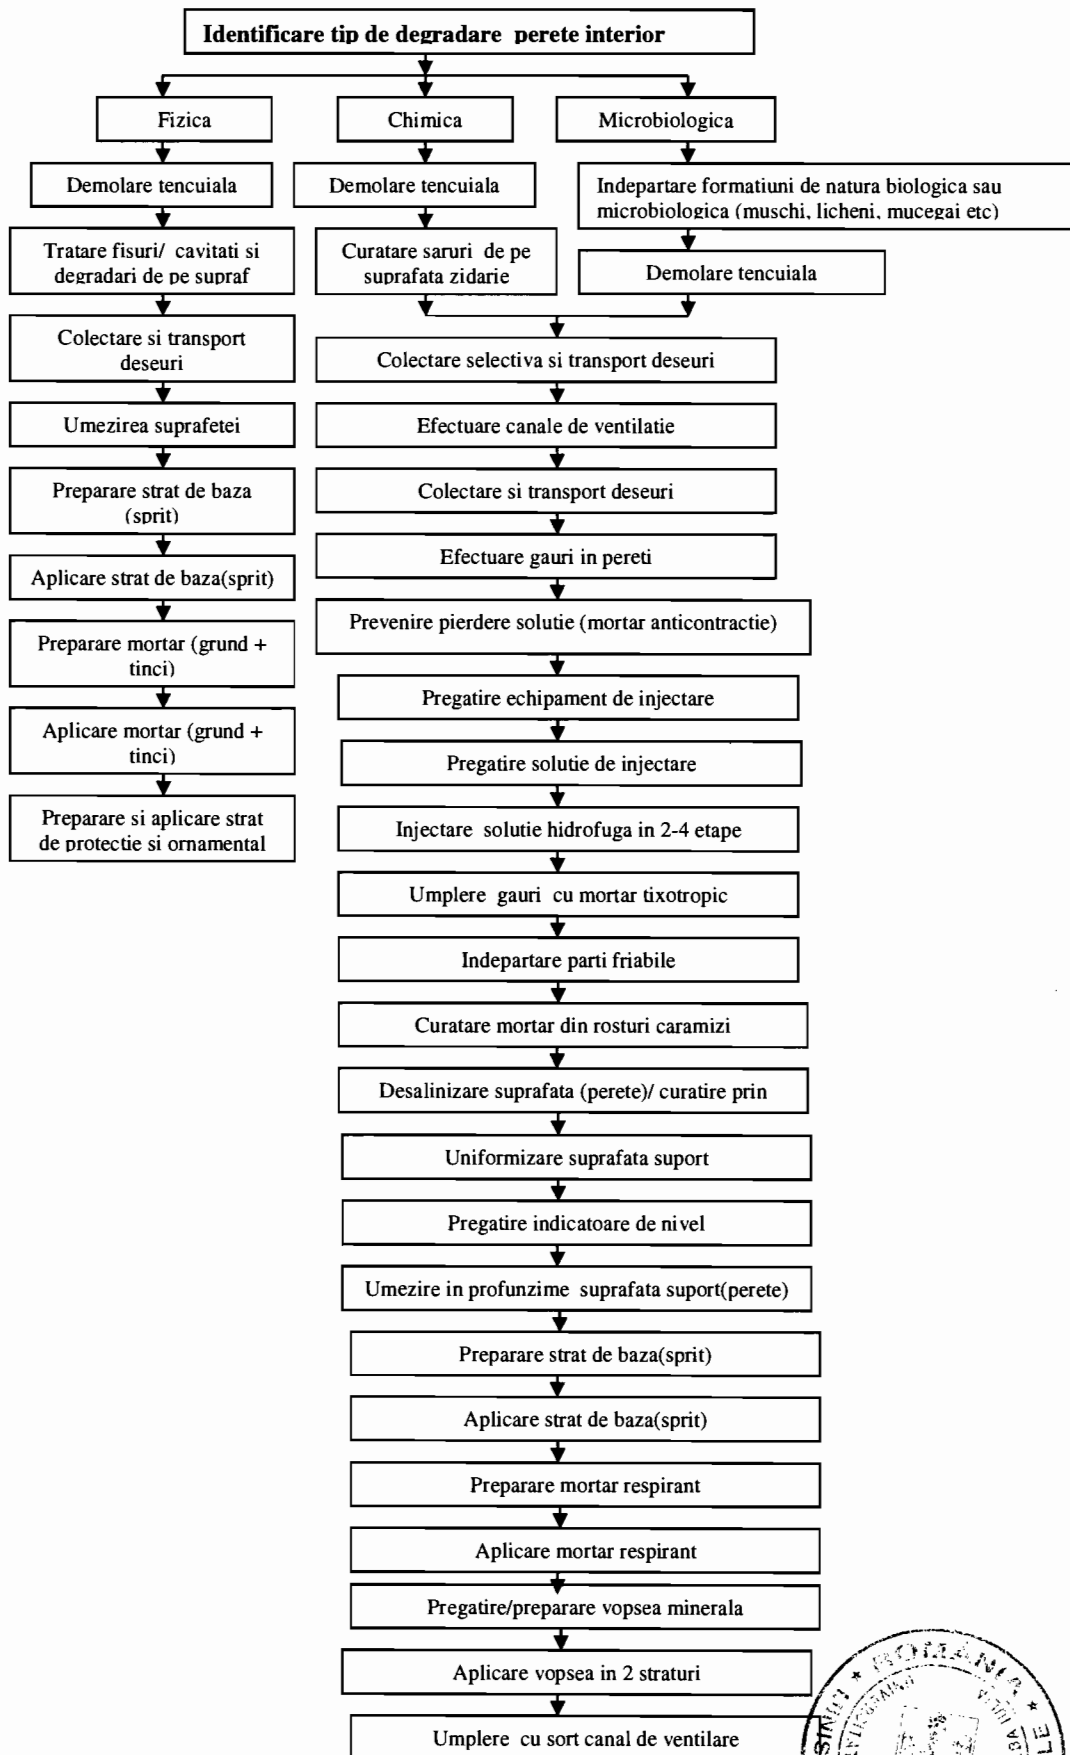 Identificare tip de degradare perete interior
Fizica
Chimica
Microbiologica
Demolare tencuiala
Demolare tencuiala
Indepartare formatiuni de natura biologica sau
microbiologica (muschi, licheni, mucegai etc)
Tratare fisuri/ cavitati si
degradari de pe supraf
Curatare saruri de pe
suprafata zidarie
Demolare tencuiala
Colectare si transport
deseuri
Umezirea suprafetei
Preparare strat de baza
(sprit)
Aplicare strat de baza(sprit)
Preparare mortar (grund +
tinci)
Aplicare mortar (grund +
tinci)
Preparare si aplicare strat
de protectie si ornamental
Colectare selectiva si transport deseuri
Efectuare canale de ventilatie
Colectare si transport deseuri
Efectuare gauri in pereti
Prevenire pierdere solutie (mortar anticontractie)
Pregatire echipament de injectare
Pregatire solutie de injectare
Injectare solutie hidrofuga in 2-4 etape
Umplere gauri cu mortar tixotropic
Indepartare parti friabile
Curatare mortar din rosturi caramizi
Desalinizare suprafata (perete)/ curatire prin
Uniformizare suprafata suport
Pregatire indicatoare de nivel
Umezire in profunzime suprafata suport(perete)
Preparare strat de baza(sprit)
Aplicare strat de baza(sprit)
Preparare mortar respirant
Aplicare mortar respirant
Pregatire/preparare vopsea minerala
Aplicare vopsea in 2 straturi
Umplere cu sort canal de ventilare
ROMANIA